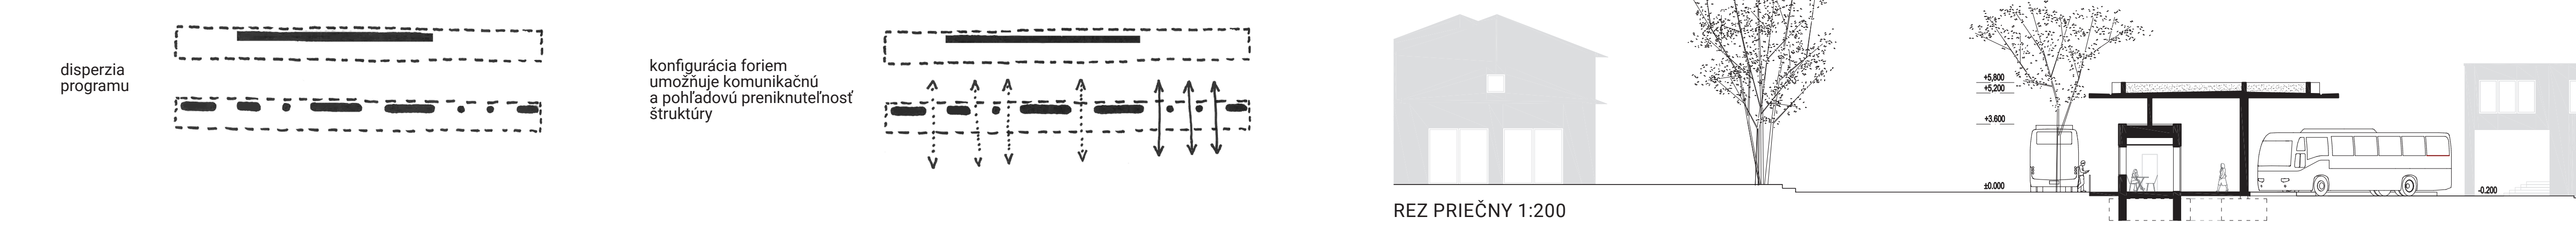 disperzia
programu
konfigurácia foriem
umožňuje komunikačnú
a pohľadovú preniknuteľnosť
štruktúry
REZ PRIEČNY 1:200
+5,800
+5,200
+3.600
±0.000
-0.200